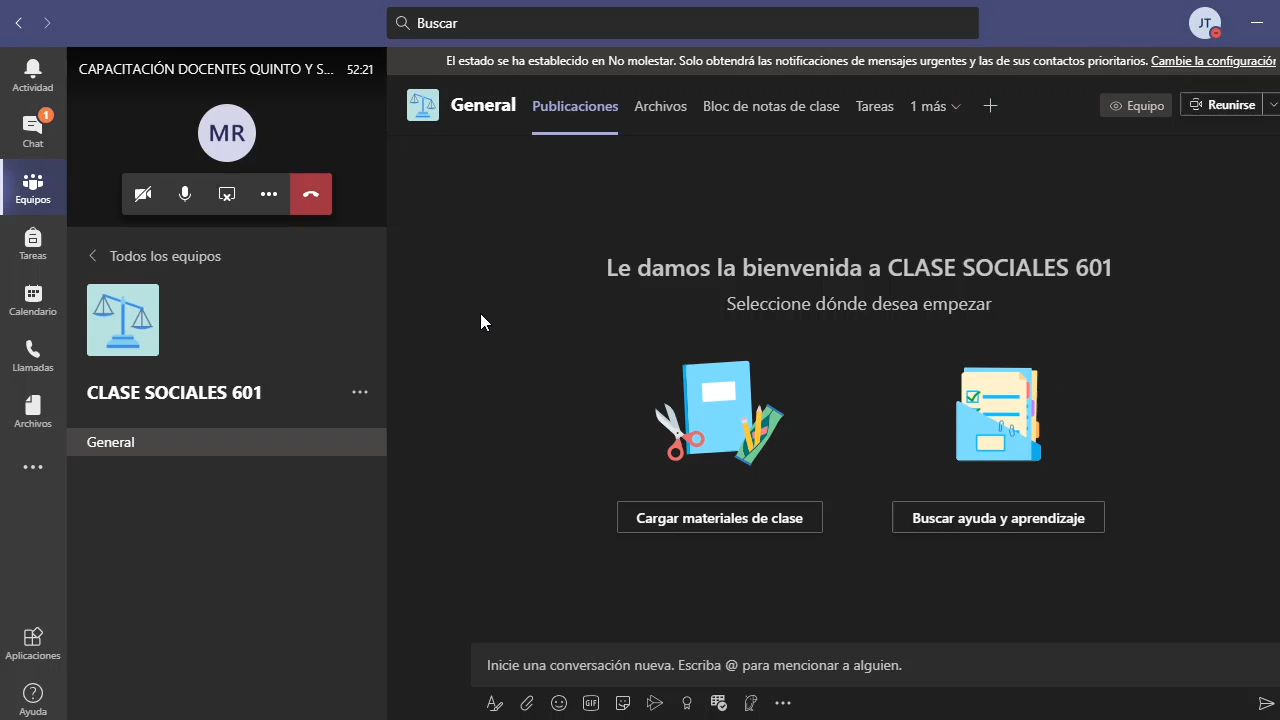 Buscar
JT
Actividad
1
Chat
Equipos
Tareas
Calendario
Llamadas
Archivos
Aplicaciones
Ayuda
CAPACITACIÓN DOCENTES QUINTO Y S... 52:21
MR
Todos los equipos
CLASE SOCIALES 601
General
El estado se ha establecido en No molestar. Solo obtendrá las notificaciones de mensajes urgentes y las de sus contactos prioritarios. Cambie la configuración
General Publicaciones Archivos Bloc de notas de clase Tareas 1 más Equipo Reunirse
Le damos la bienvenida a CLASE SOCIALES 601
Seleccione dónde desea empezar
Cargar materiales de clase Buscar ayuda y aprendizaje
Inicie una conversación nueva. Escriba @ para mencionar a alguien.
GIF